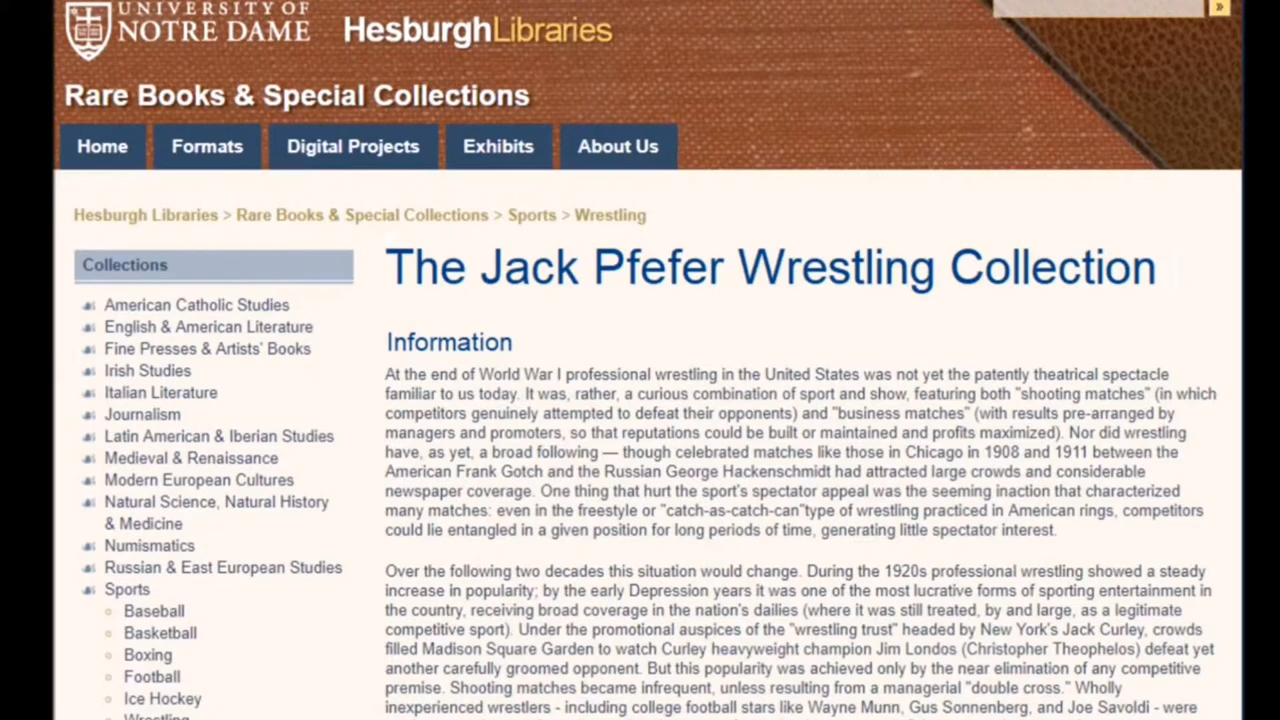 UNIVERSITY OF
NOTRE DAME
HesburghLibraries
»
Rare Books & Special Collections
Home
Formats
Digital Projects
Exhibits
About Us
Hesburgh Libraries > Rare Books & Special Collections > Sports > Wrestling
Collections
American Catholic Studies
English & American Literature
Fine Presses & Artists' Books
Irish Studies
Italian Literature
Journalism
Latin American & Iberian Studies
Medieval & Renaissance
Modern European Cultures
Natural Science, Natural History
& Medicine
Numismatics
Russian & East European Studies
Sports
Baseball
Basketball
Boxing
Football
Ice Hockey
Wrestling
The Jack Pfefer Wrestling Collection
Information
At the end of World War I professional wrestling in the United States was not yet the patently theatrical spectacle
familiar to us today. It was, rather, a curious combination of sport and show, featuring both "shooting matches" (in which
competitors genuinely attempted to defeat their opponents) and "business matches" (with results pre-arranged by
managers and promoters, so that reputations could be built or maintained and profits maximized). Nor did wrestling
have, as yet, a broad following — though celebrated matches like those in Chicago in 1908 and 1911 between the
American Frank Gotch and the Russian George Hackenschmidt had attracted large crowds and considerable
newspaper coverage. One thing that hurt the sport's spectator appeal was the seeming inaction that characterized
many matches: even in the freestyle or "catch-as-catch-can"type of wrestling practiced in American rings, competitors
could lie entangled in a given position for long periods of time, generating little spectator interest.
Over the following two decades this situation would change. During the 1920s professional wrestling showed a steady
increase in popularity; by the early Depression years it was one of the most lucrative forms of sporting entertainment in
the country, receiving broad coverage in the nation's dailies (where it was still treated, by and large, as a legitimate
competitive sport). Under the promotional auspices of the "wrestling trust" headed by New York's Jack Curley, crowds
filled Madison Square Garden to watch Curley heavyweight champion Jim Londos (Christopher Theophelos) defeat yet
another carefully groomed opponent. But this popularity was achieved only by the near elimination of any competitive
premise. Shooting matches became infrequent, unless resulting from a managerial "double cross." Wholly
inexperienced wrestlers - including college football stars like Wayne Munn, Gus Sonnenberg, and Joe Savoldi - were